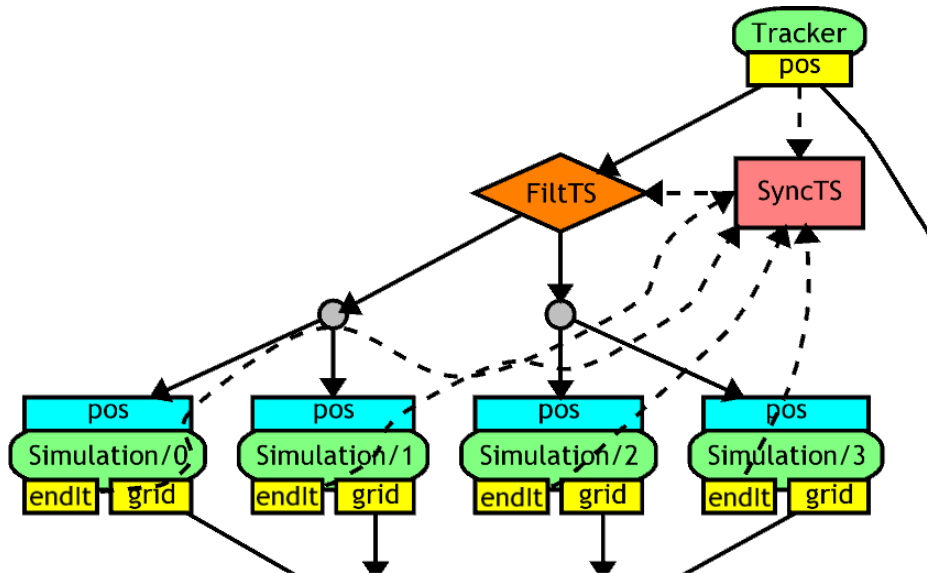 Tracker
pos
FiltTS
SyncTS
pos
pos
pos
pos
Simulation/0
Simulation/1
Simulation/2
Simulation/3
endIt
grid
endIt
grid
endIt
grid
endIt
grid